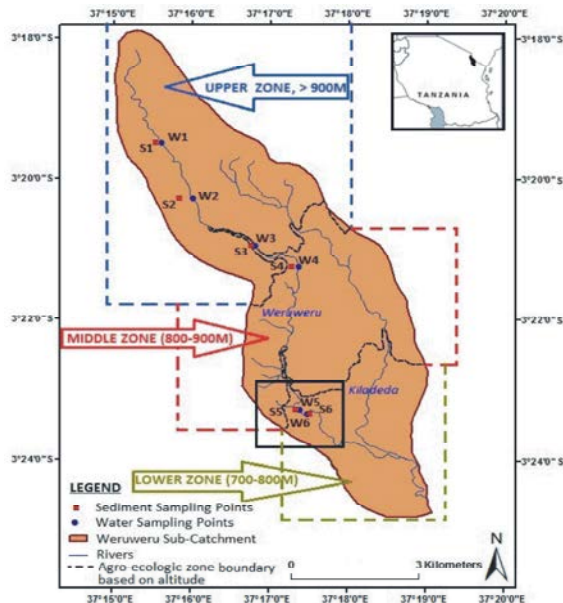 37°15'0"E 37°16'0"E 37°17'0"E 37°18'0"E 37°19'0"E 37°20'0"E
3°18'0"S 3°18'0"S
UPPER ZONE, > 900M
TANZANIA
W1
S1
3°20'0"S 3°20'0"S
W2
S2
W3
S3
W4
S4
3°22'0"S 3°22'0"S
Weruweru
MIDDLE ZONE (800-900M)
Kiladeda
W5
S5 S6
W6
3°24'0"S 3°24'0"S
LOWER ZONE (700-800M)
LEGEND
Sediment Sampling Points
Water Sampling Points
Weruweru Sub-Catchment
Rivers
Agro-ecologic zone boundary
based on altitude
N
0 3 Kilometers
37°15'0"E 37°16'0"E 37°17'0"E 37°18'0"E 37°19'0"E 37°20'0"E